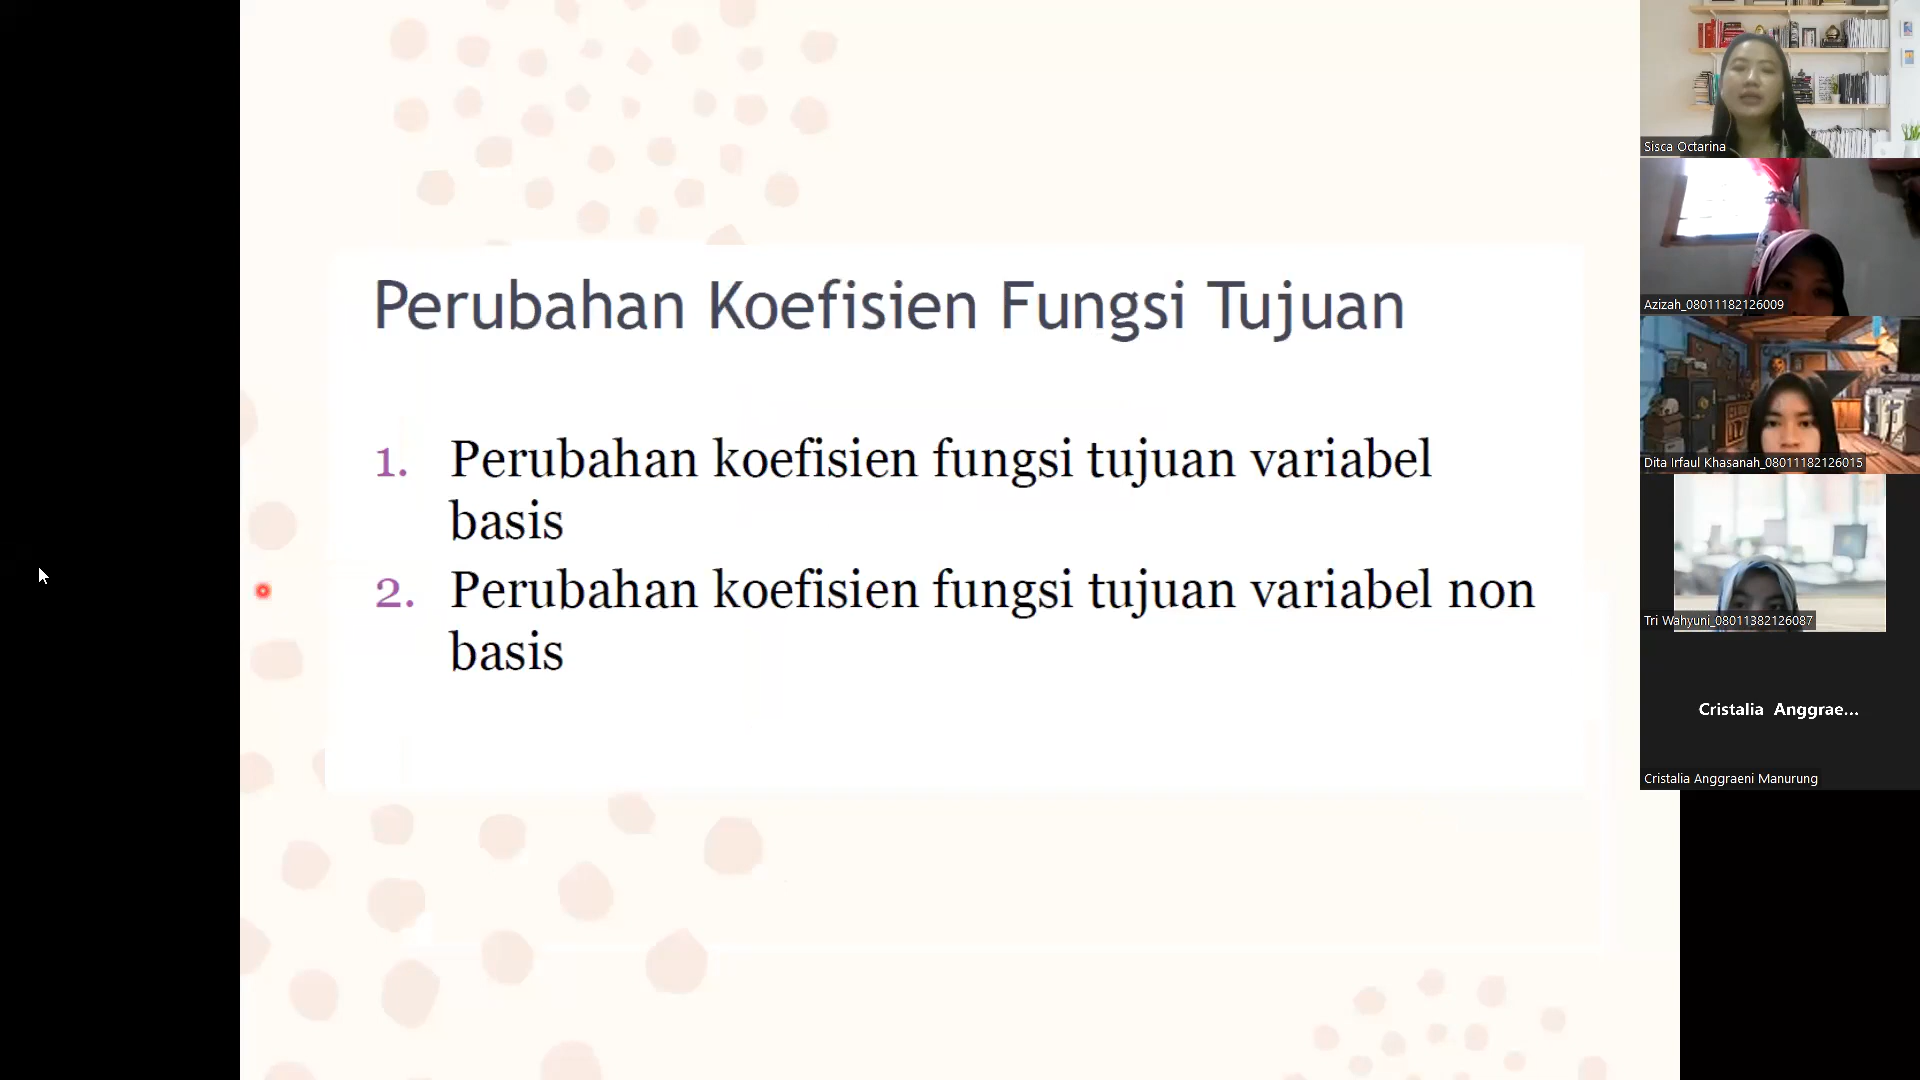 Perubahan Koefisien Fungsi Tujuan
1. Perubahan koefisien fungsi tujuan variabel
basis
2. Perubahan koefisien fungsi tujuan variabel non
basis
Sisca Octarina
Azizah_08011182126009
Dita Irfaul Khasanah_08011182126015
Tri Wahyuni_08011382126087
Cristalia Anggrae...
Cristalia Anggraeni Manurung